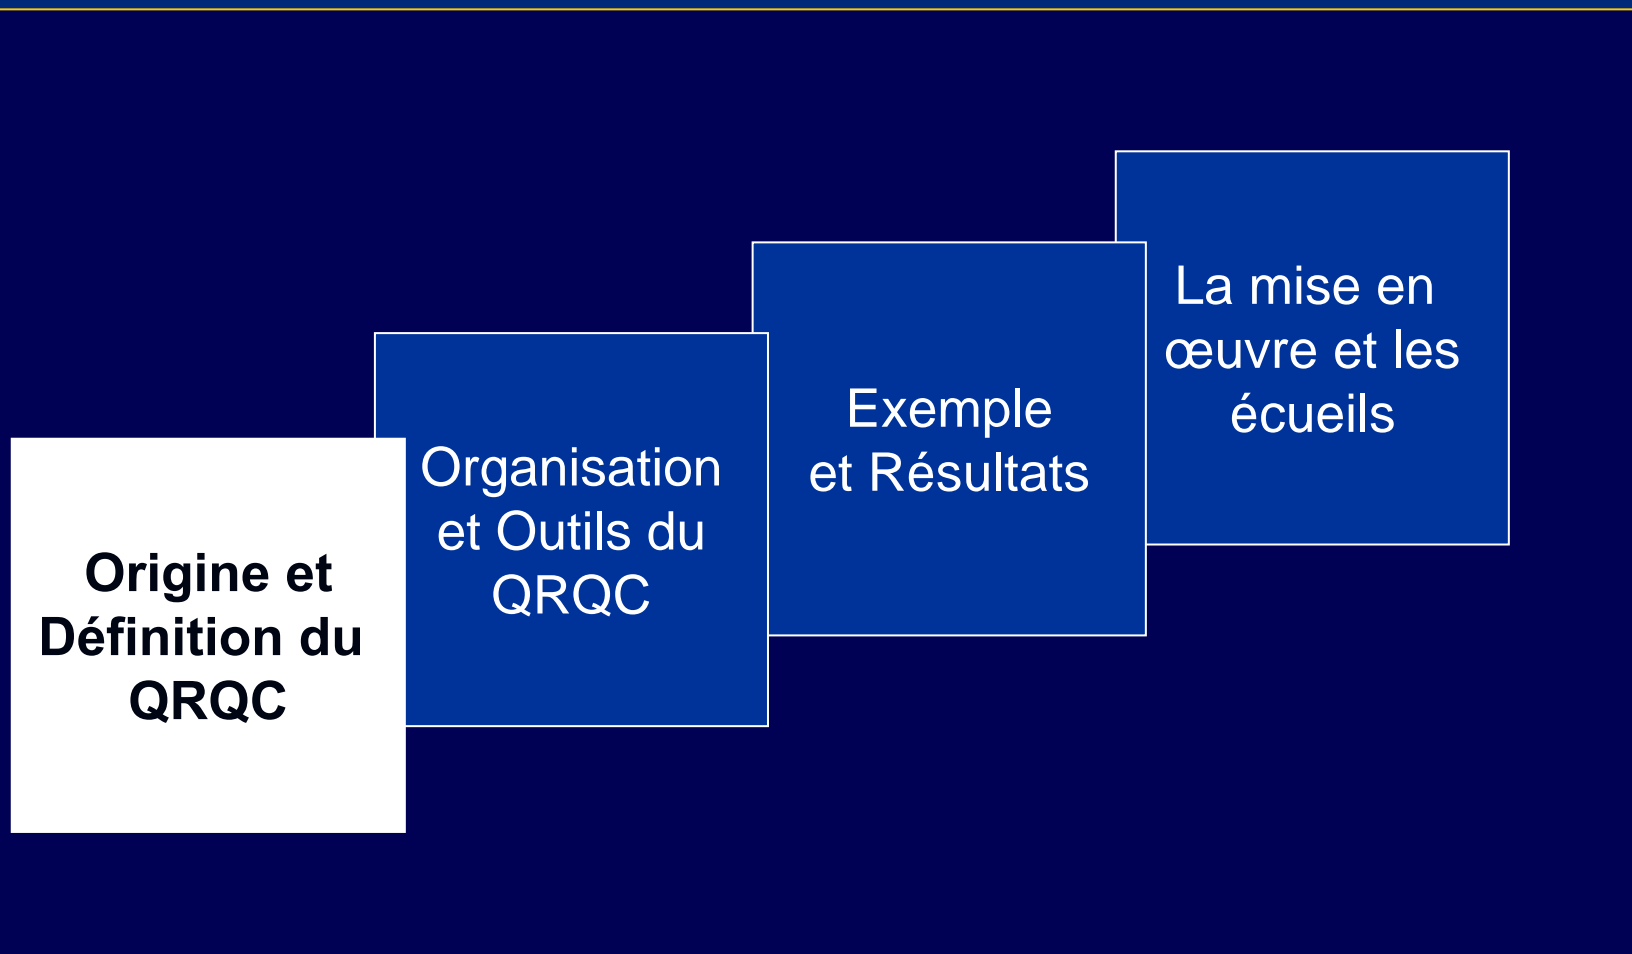 Origine et
Définition du
QRQC
Organisation
et Outils du
QRQC
Exemple
et Résultats
La mise en
œuvre et les
écueils